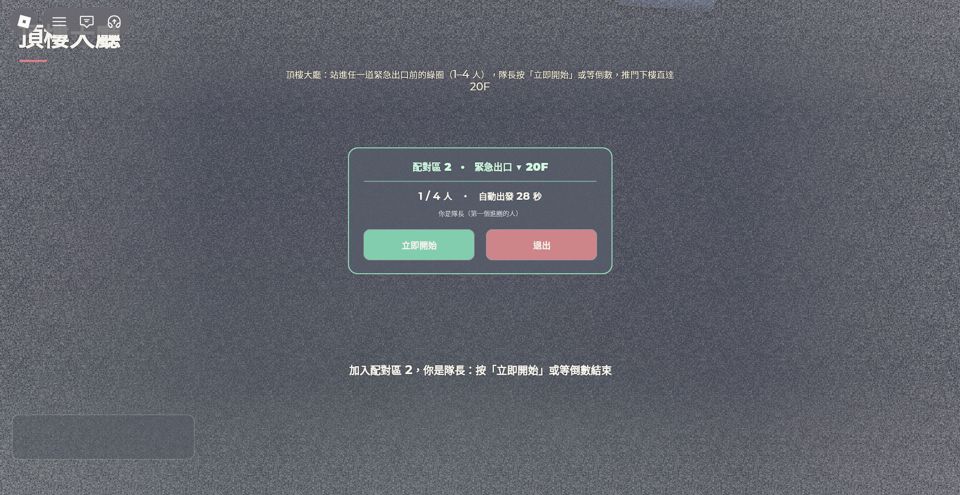 頂樓大廳
頂樓大廳：站進任一道緊急出口前的綠圈（1–4 人），隊長按「立即開始」或等倒數，推門下樓直達
20F
配對區 2 • 緊急出口 ▼ 20F
1 / 4 人 • 自動出發 28 秒
你是隊長（第一個進圈的人）
立即開始
退出
加入配對區 2，你是隊長：按「立即開始」或等倒數結束